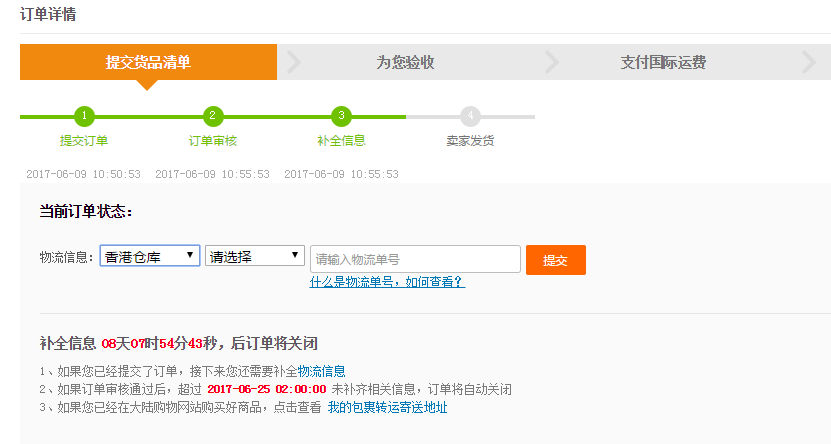 订单详情
提交货品清单 为您验收 支付国际运费
1 2 3 4
提交订单 订单审核 补全信息 卖家发货
2017-06-09 10:50:53 2017-06-09 10:55:53 2017-06-09 10:55:53
当前订单状态：
物流信息： 香港仓库 请选择 请输入物流单号 提交
什么是物流单号，如何查看？
补全信息 08天07时54分43秒，后订单将关闭
1、如果您已经提交了订单，接下来您还需要补全物流信息
2、如果订单审核通过后，超过 2017-06-25 02:00:00 未补齐相关信息，订单将自动关闭
3、如果您已经在大陆购物网站购买好商品，点击查看 我的包裹转运寄送地址